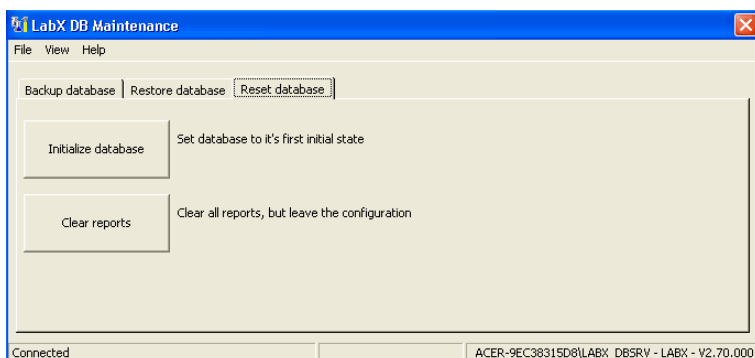 LabX DB Maintenance
File View Help
Backup database Restore database Reset database
Initialize database Set database to it's first initial state
Clear reports Clear all reports, but leave the configuration
Connected ACER-9EC38315D8\LABX_DBSRV - LABX - V2.70.000